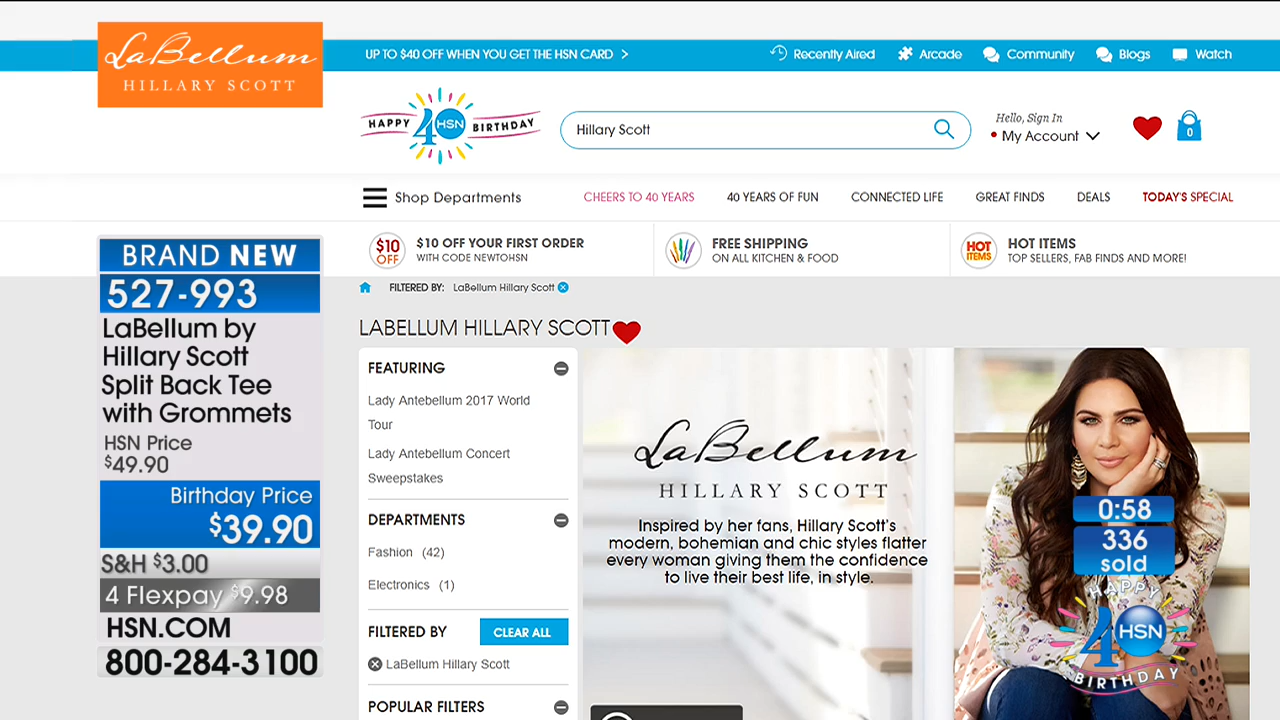 LaBellum
HILLARY SCOTT
UP TO $40 OFF WHEN YOU GET THE HSN CARD >
Recently Aired
Arcade
Community
Blogs
Watch
HAPPY 40 HSN BIRTHDAY
Hillary Scott
Hello, Sign In
My Account
0
Shop Departments
CHEERS TO 40 YEARS
40 YEARS OF FUN
CONNECTED LIFE
GREAT FINDS
DEALS
TODAY'S SPECIAL
$10 OFF
$10 OFF YOUR FIRST ORDER
WITH CODE NEWTOHSN
FREE SHIPPING
ON ALL KITCHEN & FOOD
HOT ITEMS
HOT ITEMS
TOP SELLERS, FAB FINDS AND MORE!
BRAND NEW
527-993
LaBellum by
Hillary Scott
Split Back Tee
with Grommets
HSN Price
$49.90
Birthday Price
$39.90
S&H $3.00
4 Flexpay $9.98
HSN.COM
800-284-3100
FILTERED BY: LaBellum Hillary Scott
LABELLUM HILLARY SCOTT
FEATURING
Lady Antebellum 2017 World
Tour
Lady Antebellum Concert
Sweepstakes
DEPARTMENTS
Fashion (42)
Electronics (1)
FILTERED BY
CLEAR ALL
LaBellum Hillary Scott
POPULAR FILTERS
LaBellum
HILLARY SCOTT
Inspired by her fans, Hillary Scott's
modern, bohemian and chic styles flatter
every woman giving them the confidence
to live their best life, in style.
0:58
336
sold
HAPPY
40 HSN
BIRTHDAY